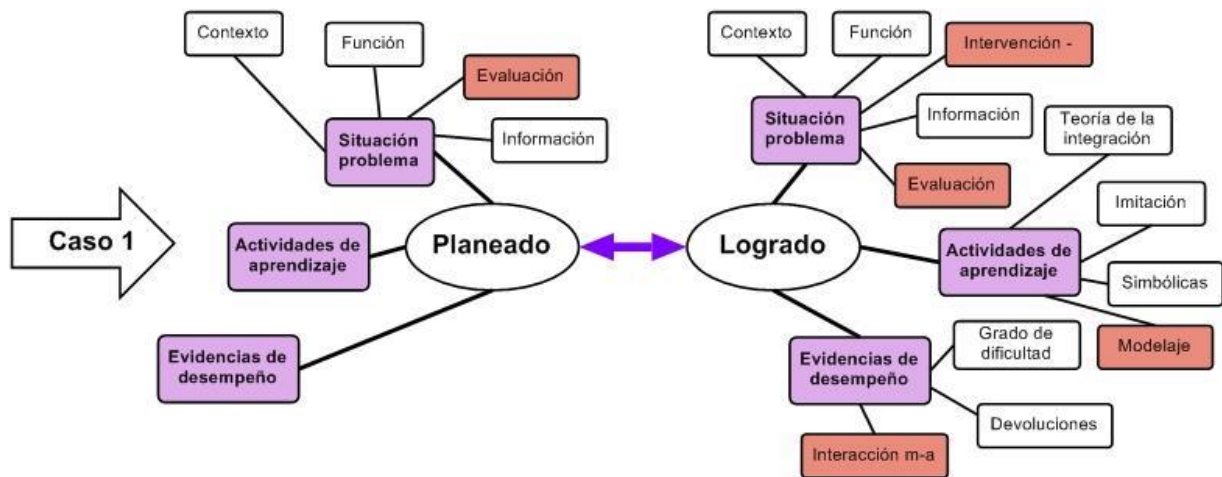 Caso 1
Planeado
Contexto
Función
Evaluación
Información
Situación
problema
Actividades de
aprendizaje
Evidencias de
desempeño
Logrado
Contexto
Función
Intervención -
Información
Evaluación
Situación
problema
Teoría de la
integración
Imitación
Simbólicas
Modelaje
Actividades de
aprendizaje
Grado de
dificultad
Devoluciones
Interacción m-a
Evidencias de
desempeño